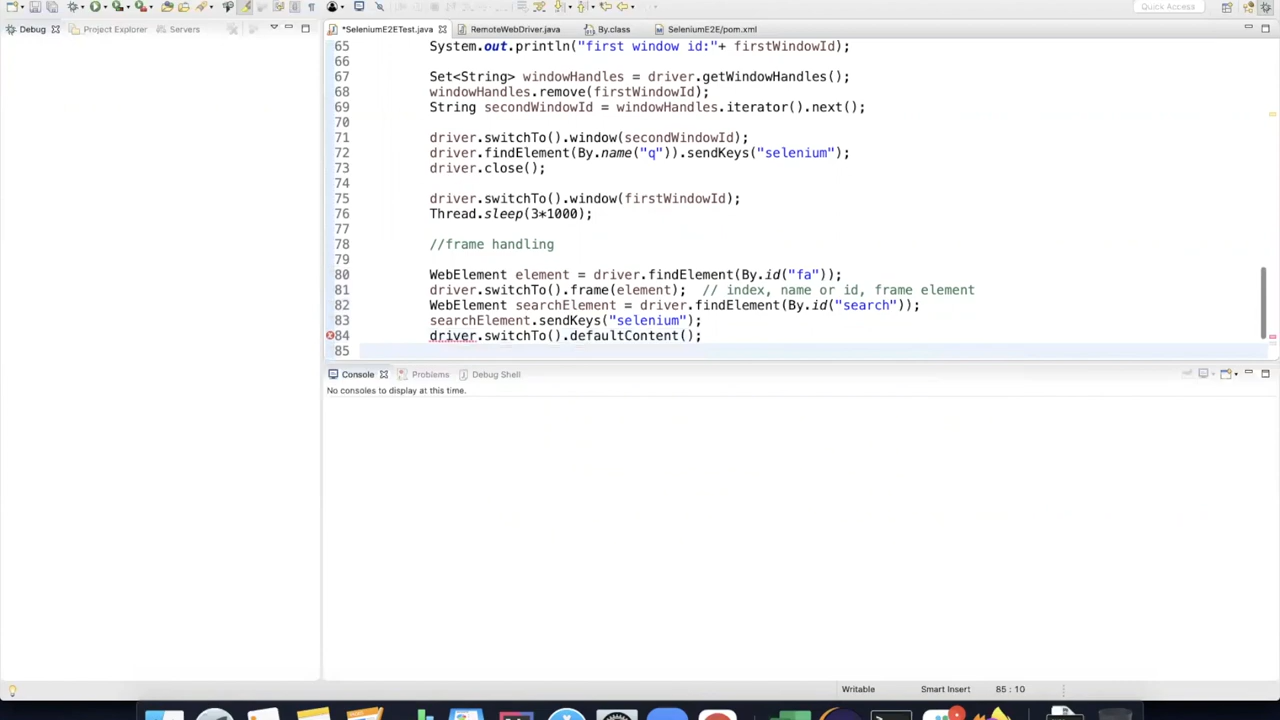 Quick Access
Debug
Project Explorer
Servers
*SeleniumE2ETest.java
RemoteWebDriver.java
By.class
SeleniumE2E/pom.xml
65 System.out.println("first window id:"+ firstWindowId);
66
67 Set<String> windowHandles = driver.getWindowHandles();
68 windowHandles.remove(firstWindowId);
69 String secondWindowId = windowHandles.iterator().next();
70
71 driver.switchTo().window(secondWindowId);
72 driver.findElement(By.name("q")).sendKeys("selenium");
73 driver.close();
74
75 driver.switchTo().window(firstWindowId);
76 Thread.sleep(3*1000);
77
78 //frame handling
79
80 WebElement element = driver.findElement(By.id("fa"));
81 driver.switchTo().frame(element); // index, name or id, frame element
82 WebElement searchElement = driver.findElement(By.id("search"));
83 searchElement.sendKeys("selenium");
84 driver.switchTo().defaultContent();
85
Console
Problems
Debug Shell
No consoles to display at this time.
Writable
Smart Insert
85 : 10